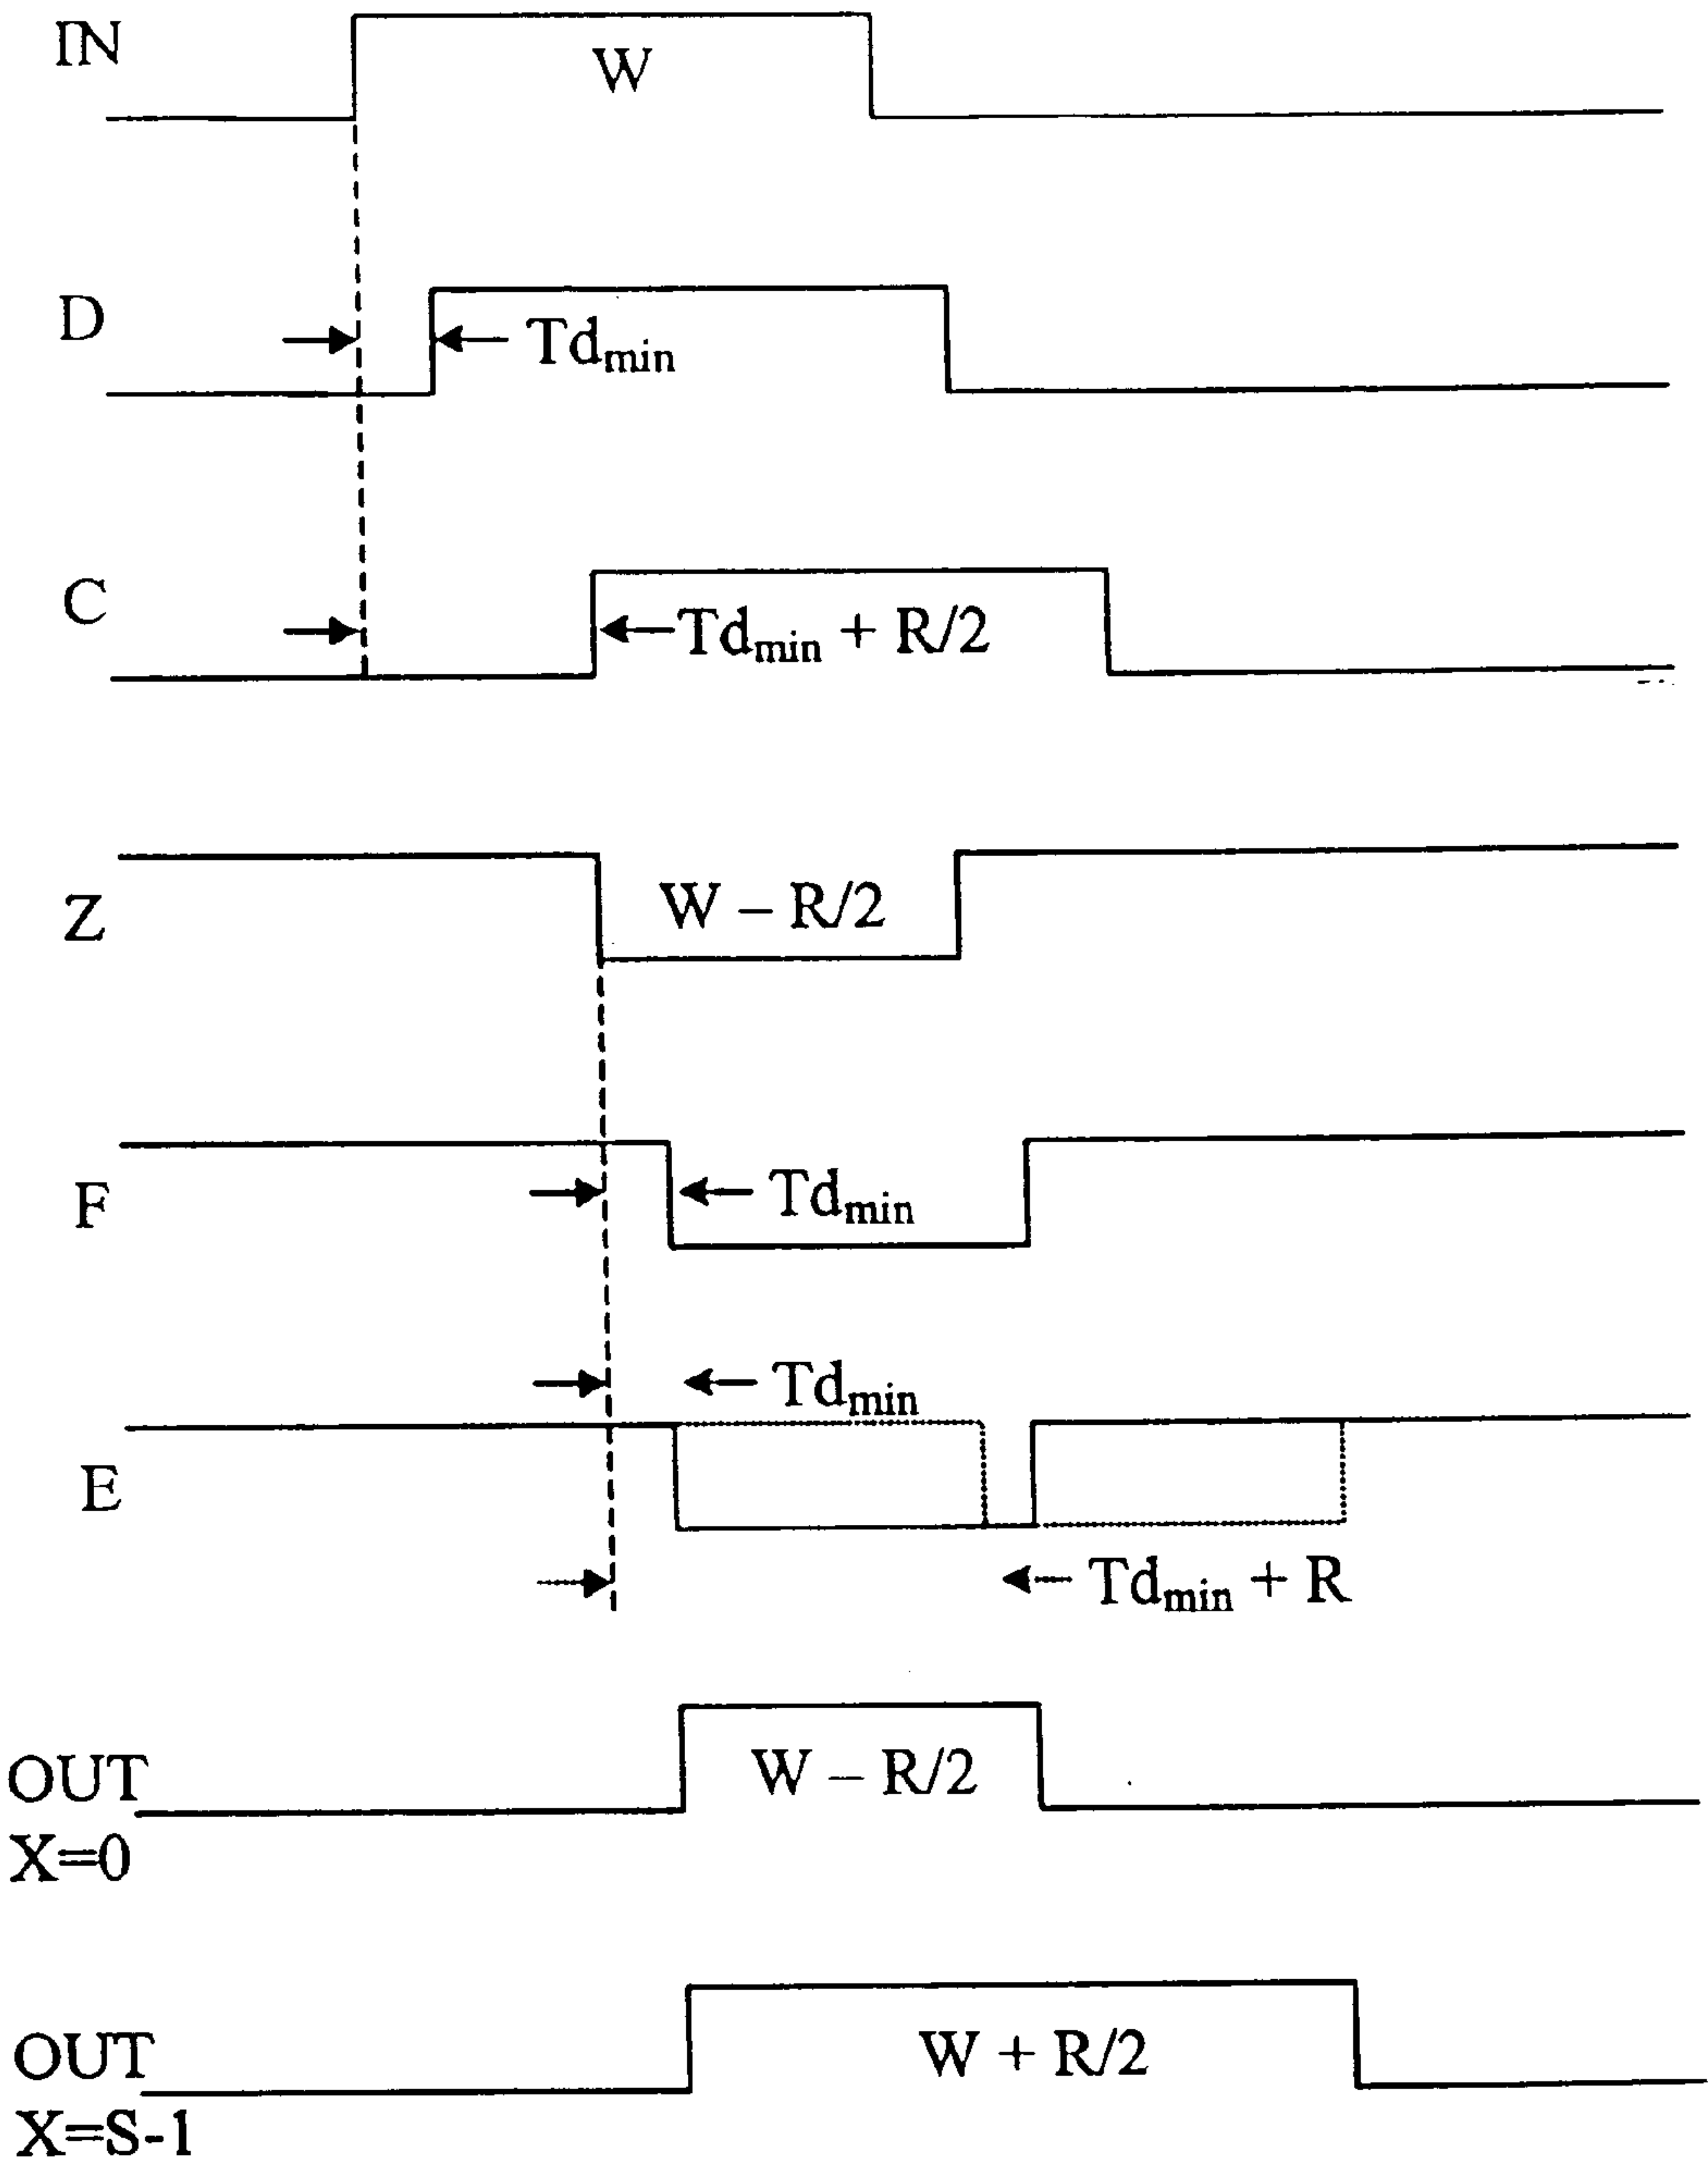 IN
W
D
Td_min
C
Td_min + R/2
Z
W – R/2
F
Td_min
Td_min
E
Td_min + R
OUT
X=0
W – R/2
OUT
X=S-1
W + R/2